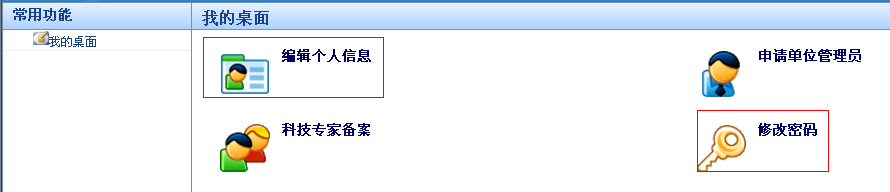 常用功能
我的桌面
我的桌面
编辑个人信息
申请单位管理员
科技专家备案
修改密码